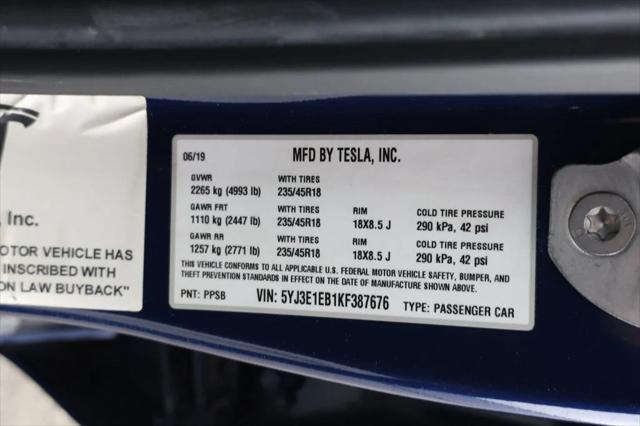 , Inc.
MOTOR VEHICLE HAS
INSCRIBED WITH
ON LAW BUYBACK"
06/19 MFD BY TESLA, INC.
GVWR WITH TIRES
2265 kg (4993 lb) 235/45R18
GAWR FRT WITH TIRES RIM COLD TIRE PRESSURE
1110 kg (2447 lb) 235/45R18 18X8.5 J 290 kPa, 42 psi
GAWR RR WITH TIRES RIM COLD TIRE PRESSURE
1257 kg (2771 lb) 235/45R18 18X8.5 J 290 kPa, 42 psi
THIS VEHICLE CONFORMS TO ALL APPLICABLE U.S. FEDERAL MOTOR VEHICLE SAFETY, BUMPER, AND
THEFT PREVENTION STANDARDS IN EFFECT ON THE DATE OF MANUFACTURE SHOWN ABOVE.
PNT: PPSB VIN: 5YJ3E1EB1KF387676 TYPE: PASSENGER CAR